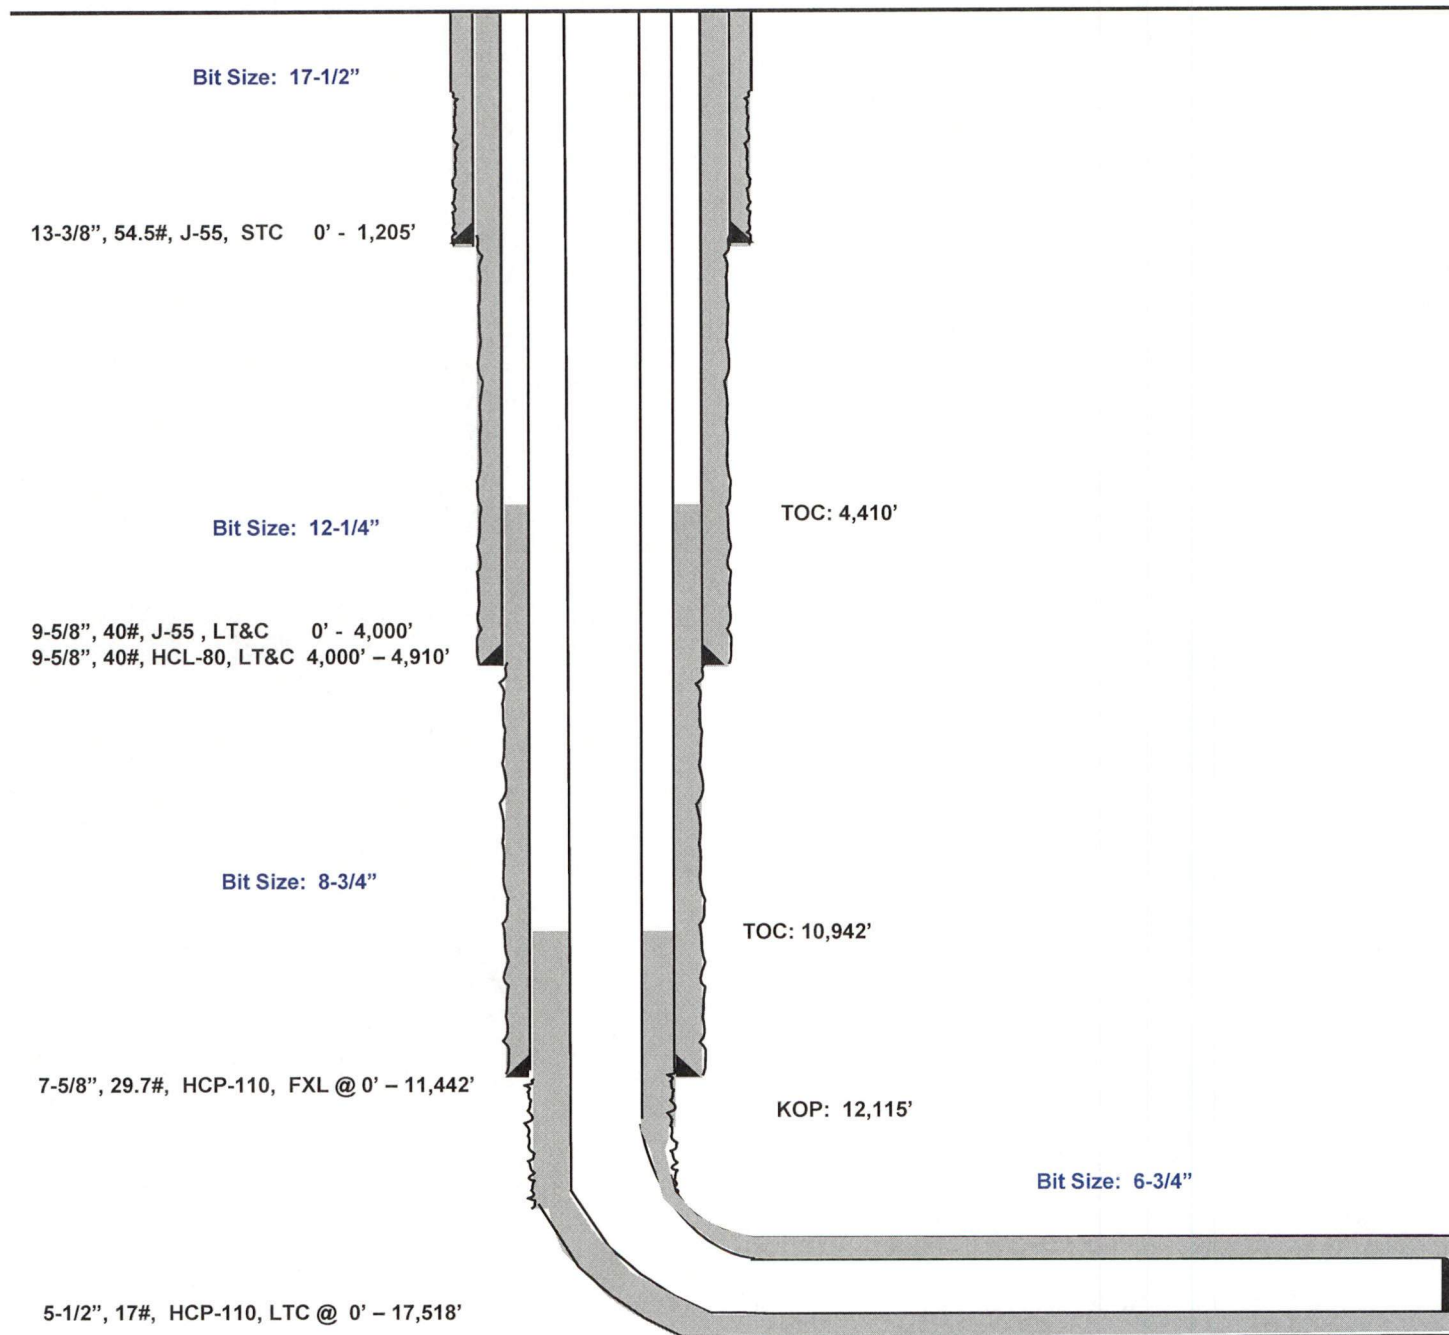 Bit Size: 17-1/2”
13-3/8”, 54.5#, J-55, STC 0’ - 1,205’
TOC: 4,410’
Bit Size: 12-1/4”
9-5/8”, 40#, J-55 , LT&C 0’ - 4,000’
9-5/8”, 40#, HCL-80, LT&C 4,000’ – 4,910’
Bit Size: 8-3/4”
TOC: 10,942’
7-5/8”, 29.7#, HCP-110, FXL @ 0’ – 11,442’
KOP: 12,115’
Bit Size: 6-3/4”
5-1/2”, 17#, HCP-110, LTC @ 0’ – 17,518’